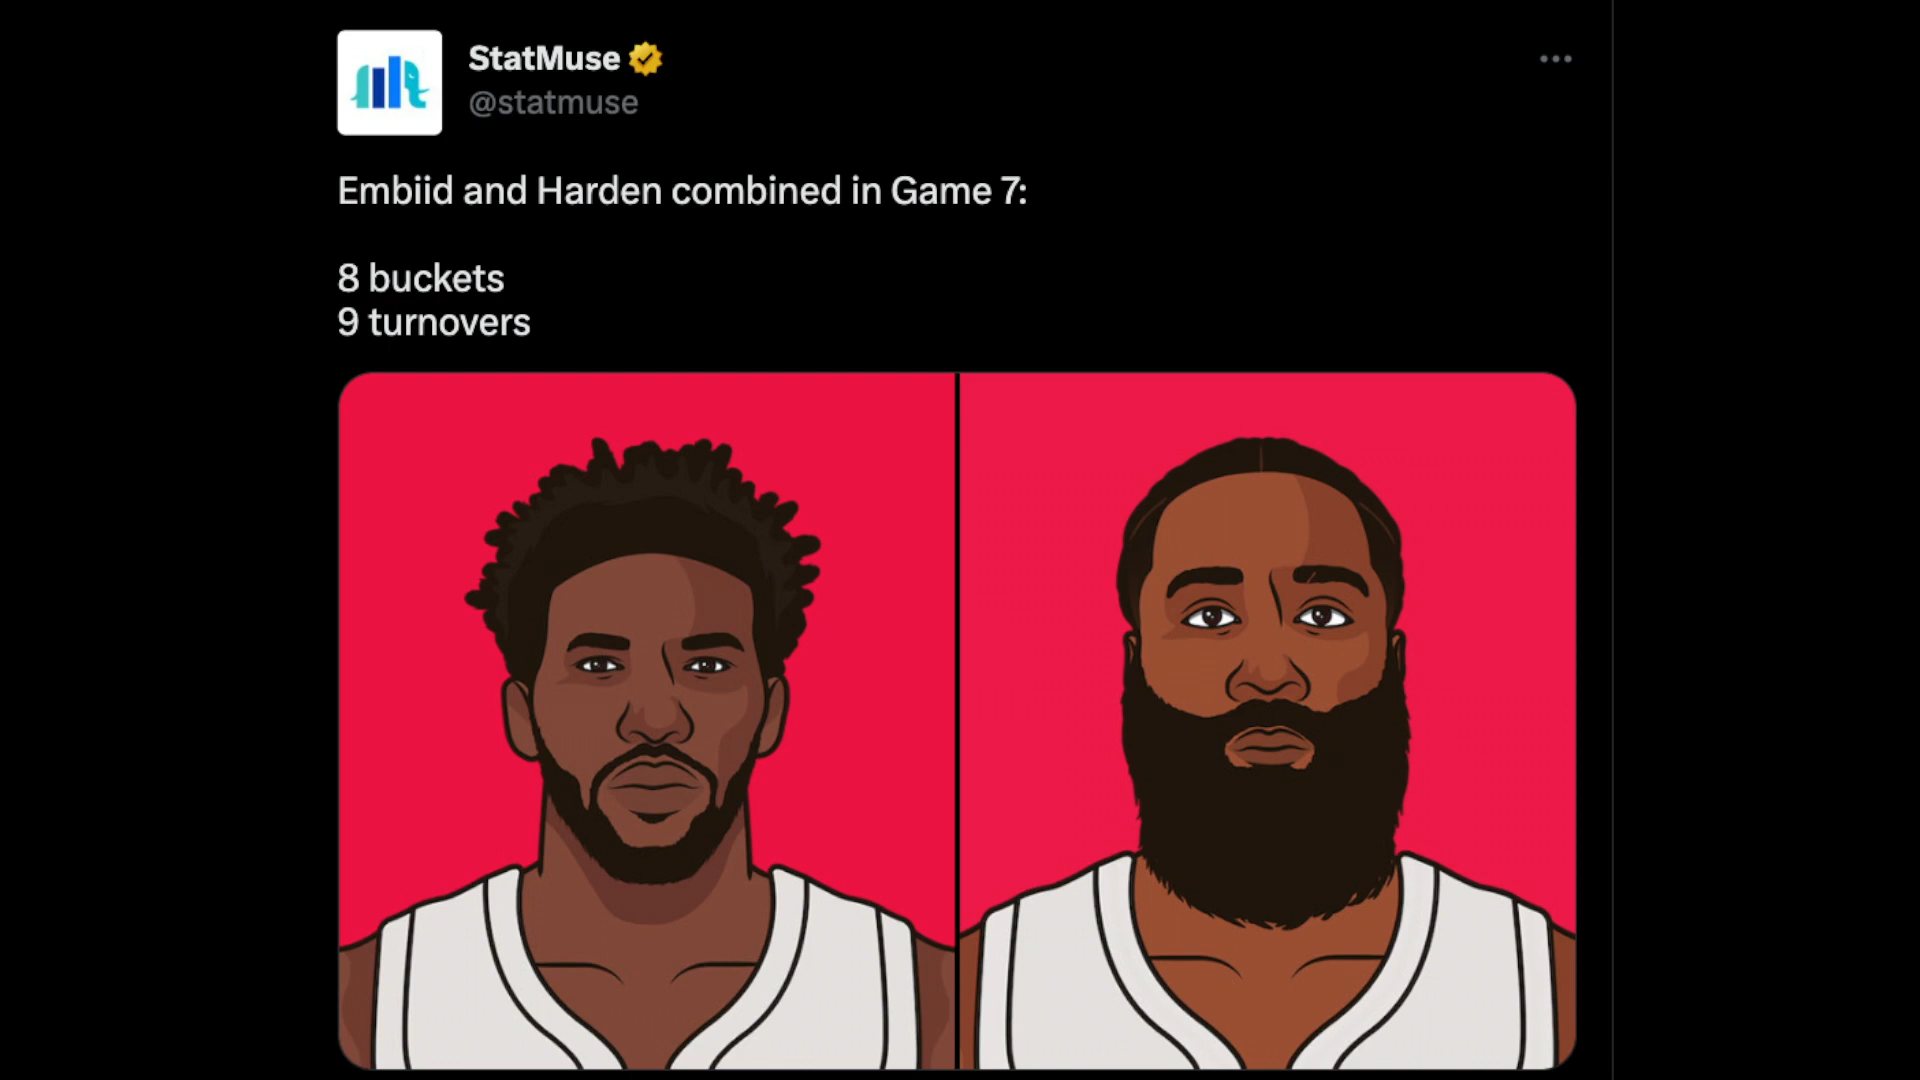 StatMuse
@statmuse
Embiid and Harden combined in Game 7:
8 buckets
9 turnovers